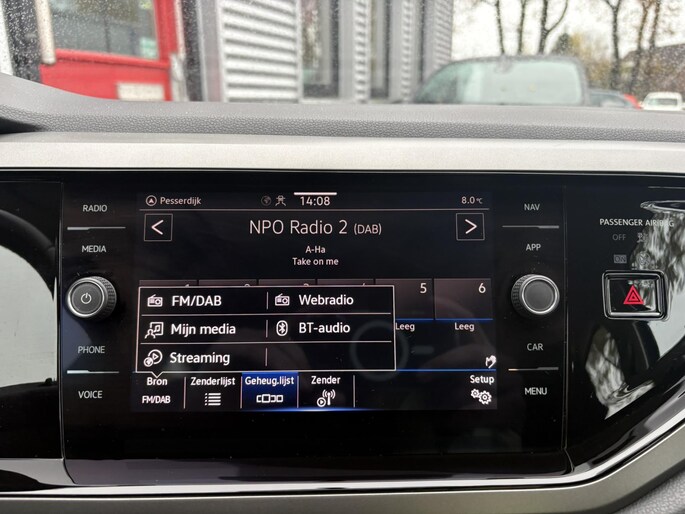 RADIO
MEDIA
PHONE
VOICE
Pesserdijk
14:08
8.0°C
NPO Radio 2 (DAB)
A-Ha
Take on me
5
6
Leeg
Leeg
FM/DAB
Webradio
Mijn media
BT-audio
Streaming
Bron
FM/DAB
Zenderlijst
Geheug.lijst
Zender
Setup
NAV
APP
CAR
MENU
PASSENGER AIRBAG
OFF